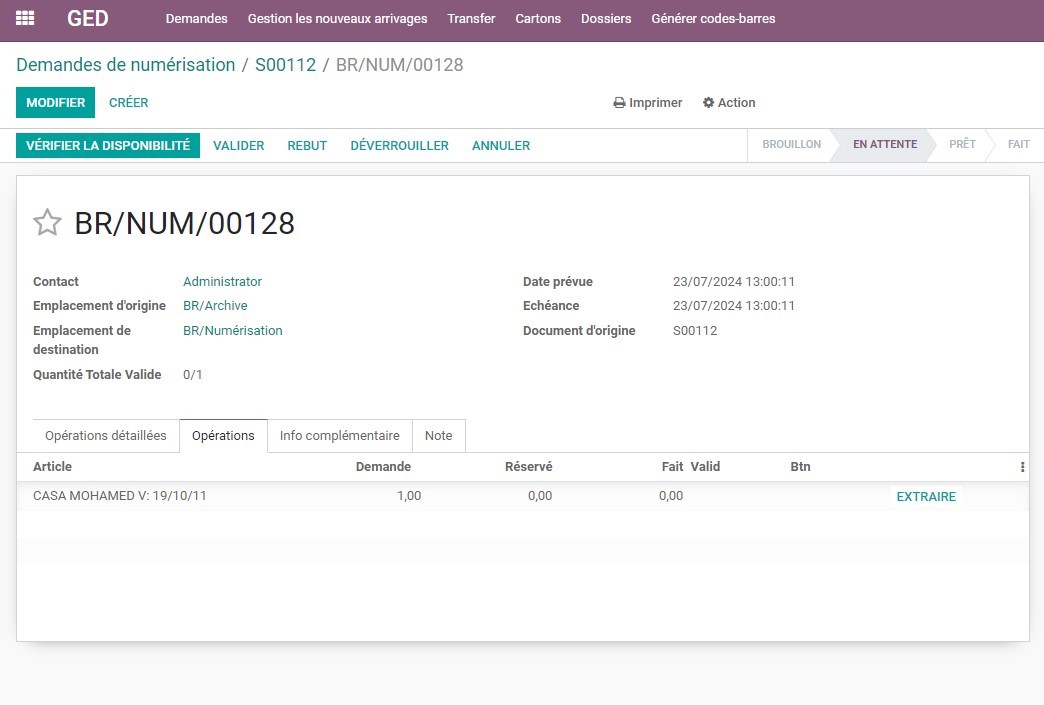 GED Demandes Gestion les nouveaux arrivages Transfer Cartons Dossiers Générer codes-barres
Demandes de numérisation / S00112 / BR/NUM/00128
MODIFIER CRÉER Imprimer Action
VÉRIFIER LA DISPONIBILITÉ VALIDER REBUT DÉVERROUILLER ANNULER BROUILLON EN ATTENTE PRÊT FAIT
BR/NUM/00128
Contact Administrator Date prévue 23/07/2024 13:00:11
Emplacement d'origine BR/Archive Echéance 23/07/2024 13:00:11
Emplacement de destination BR/Numérisation Document d'origine S00112
Quantité Totale Valide 0/1
Opérations détaillées Opérations Info complémentaire Note
Article Demande Réservé Fait Valid Btn
CASA MOHAMED V: 19/10/11 1,00 0,00 0,00 EXTRAIRE